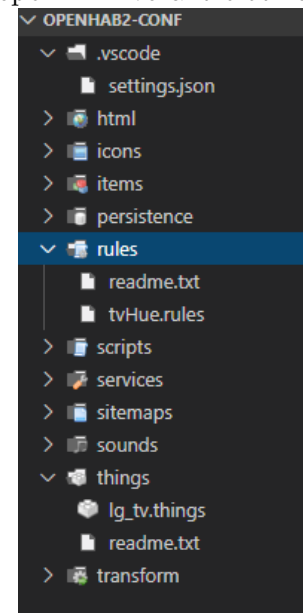 OPENHAB2-CONF
.vscode
settings.json
html
icons
items
persistence
rules
readme.txt
tvHue.rules
scripts
services
sitemaps
sounds
things
lg_tv.things
readme.txt
transform